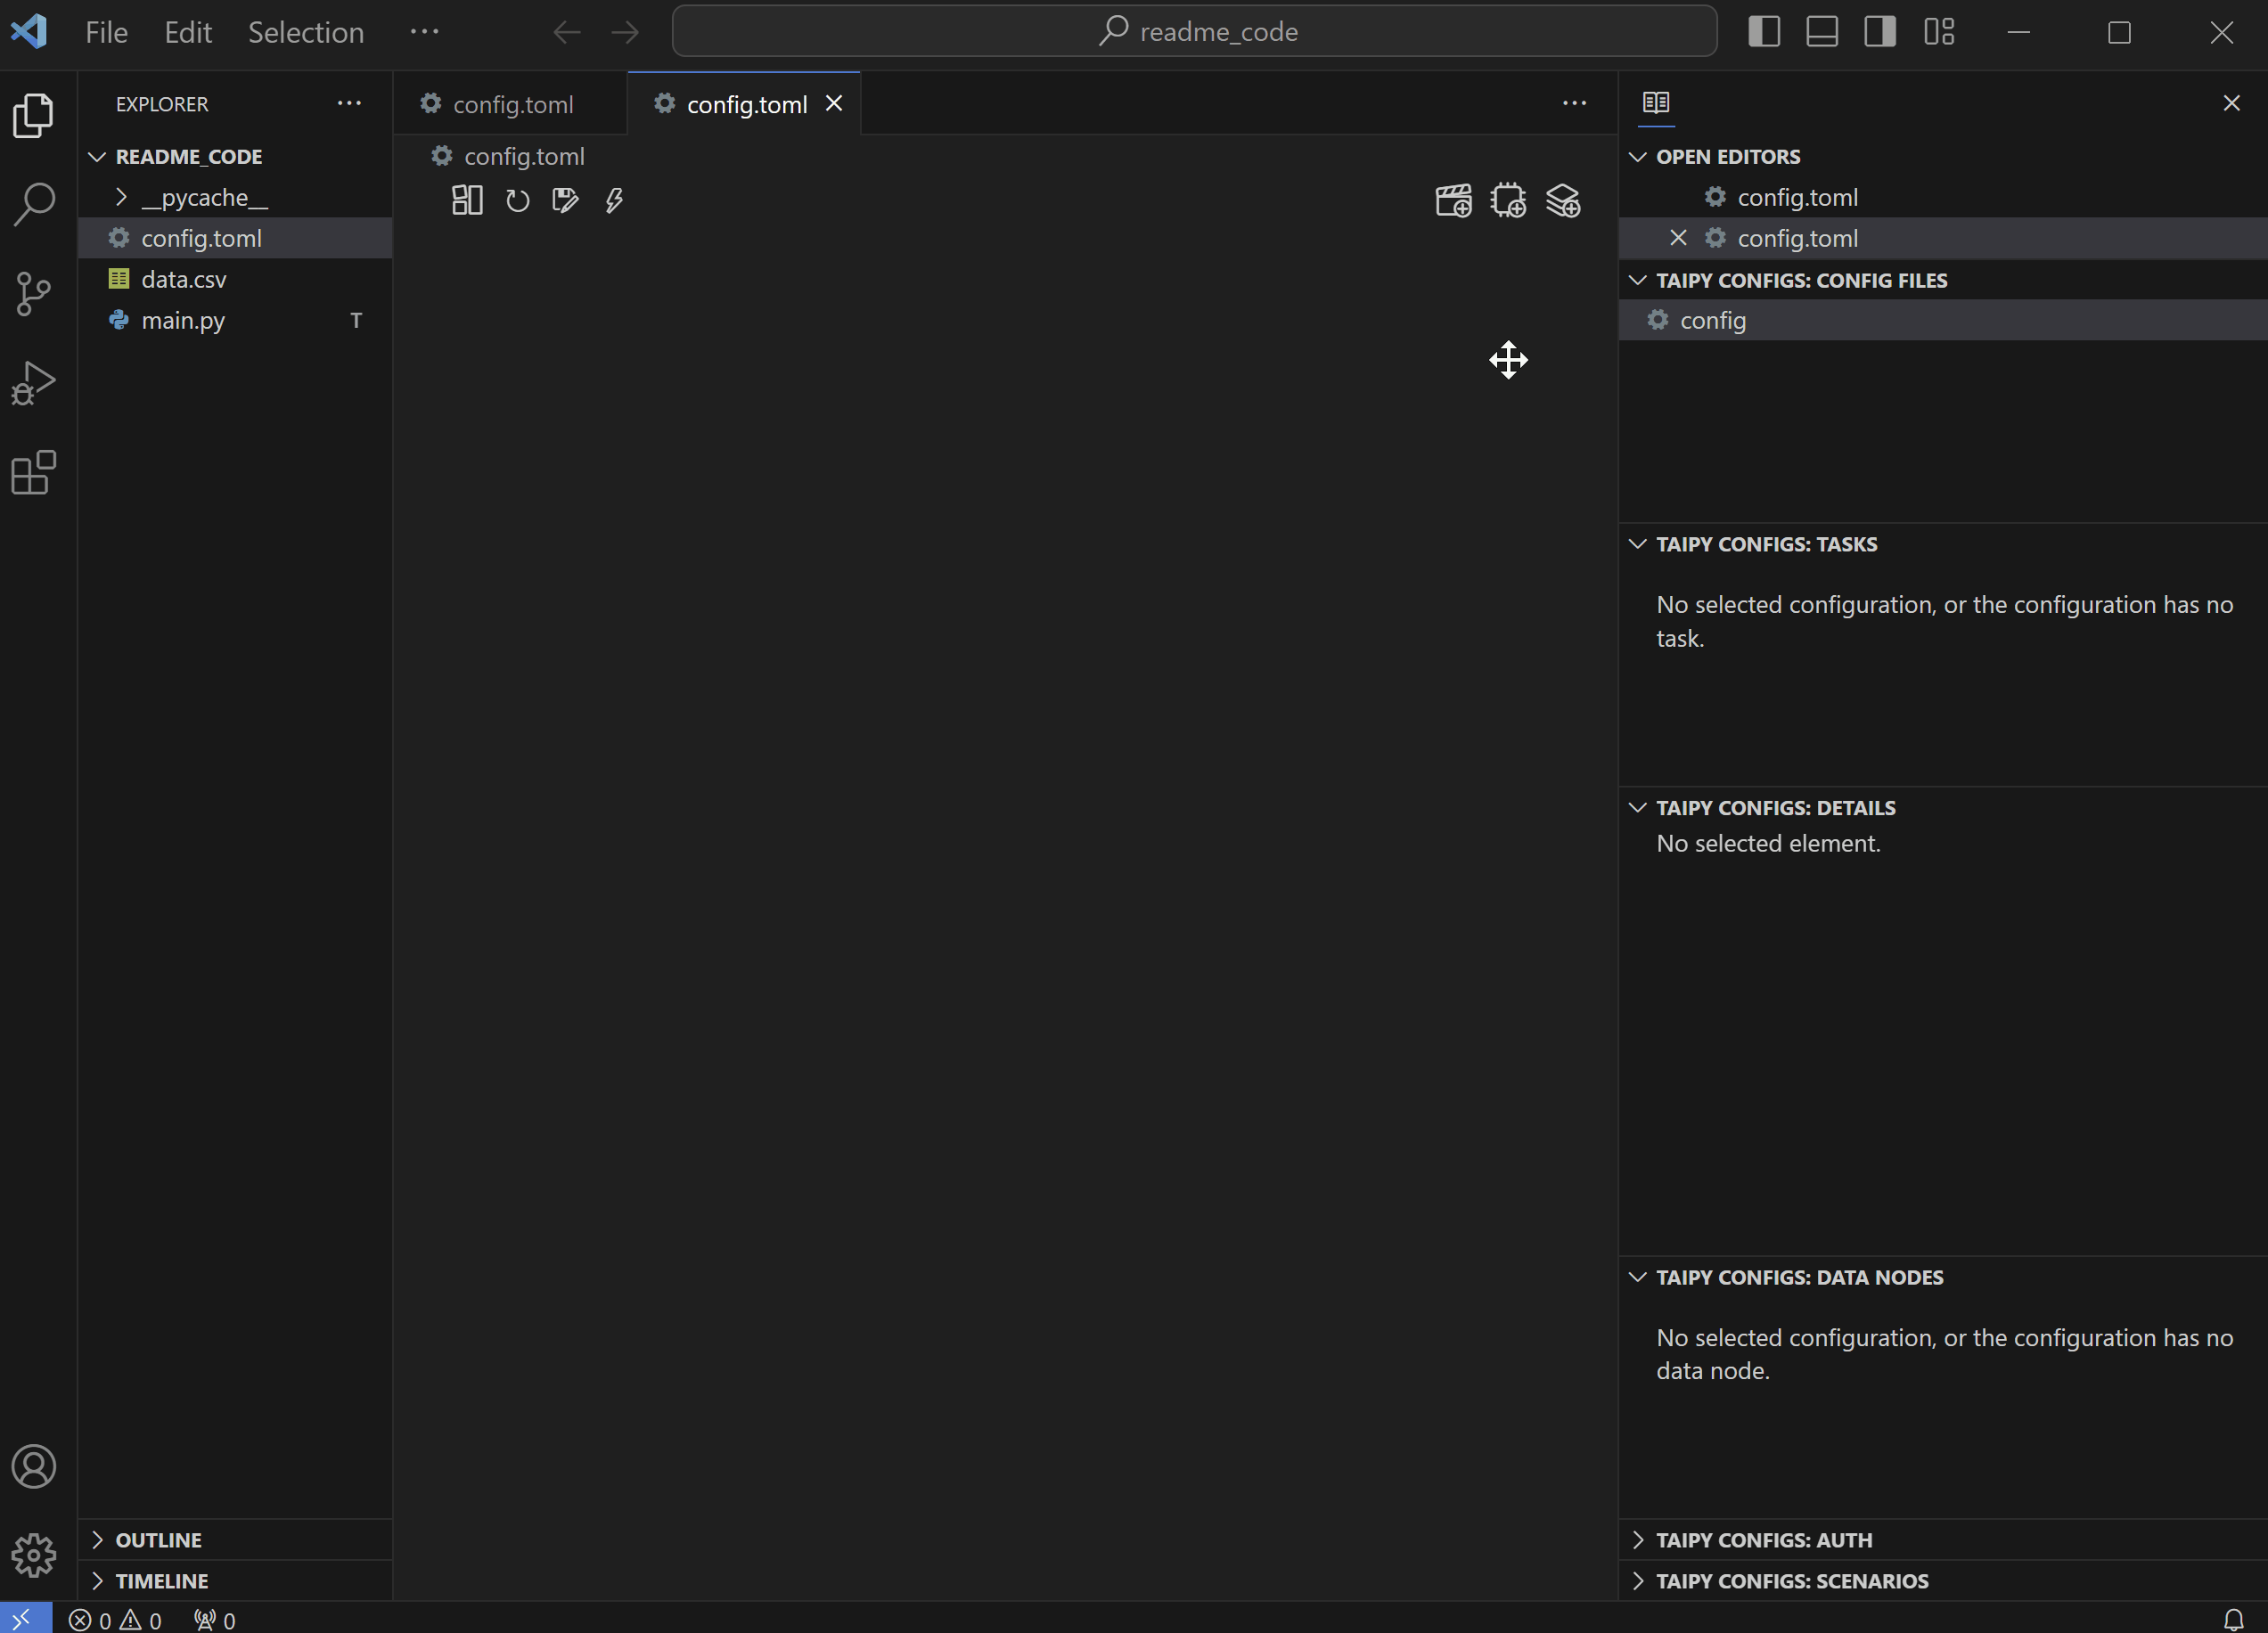 File Edit Selection ··· readme_code
EXPLORER ···
README_CODE
__pycache__
config.toml
data.csv
main.py T
OUTLINE
TIMELINE
config.toml config.toml ···
config.toml
OPEN EDITORS
config.toml
config.toml
TAIPY CONFIGS: CONFIG FILES
config
TAIPY CONFIGS: TASKS
No selected configuration, or the configuration has no
task.
TAIPY CONFIGS: DETAILS
No selected element.
TAIPY CONFIGS: DATA NODES
No selected configuration, or the configuration has no
data node.
TAIPY CONFIGS: AUTH
TAIPY CONFIGS: SCENARIOS
0 0 0